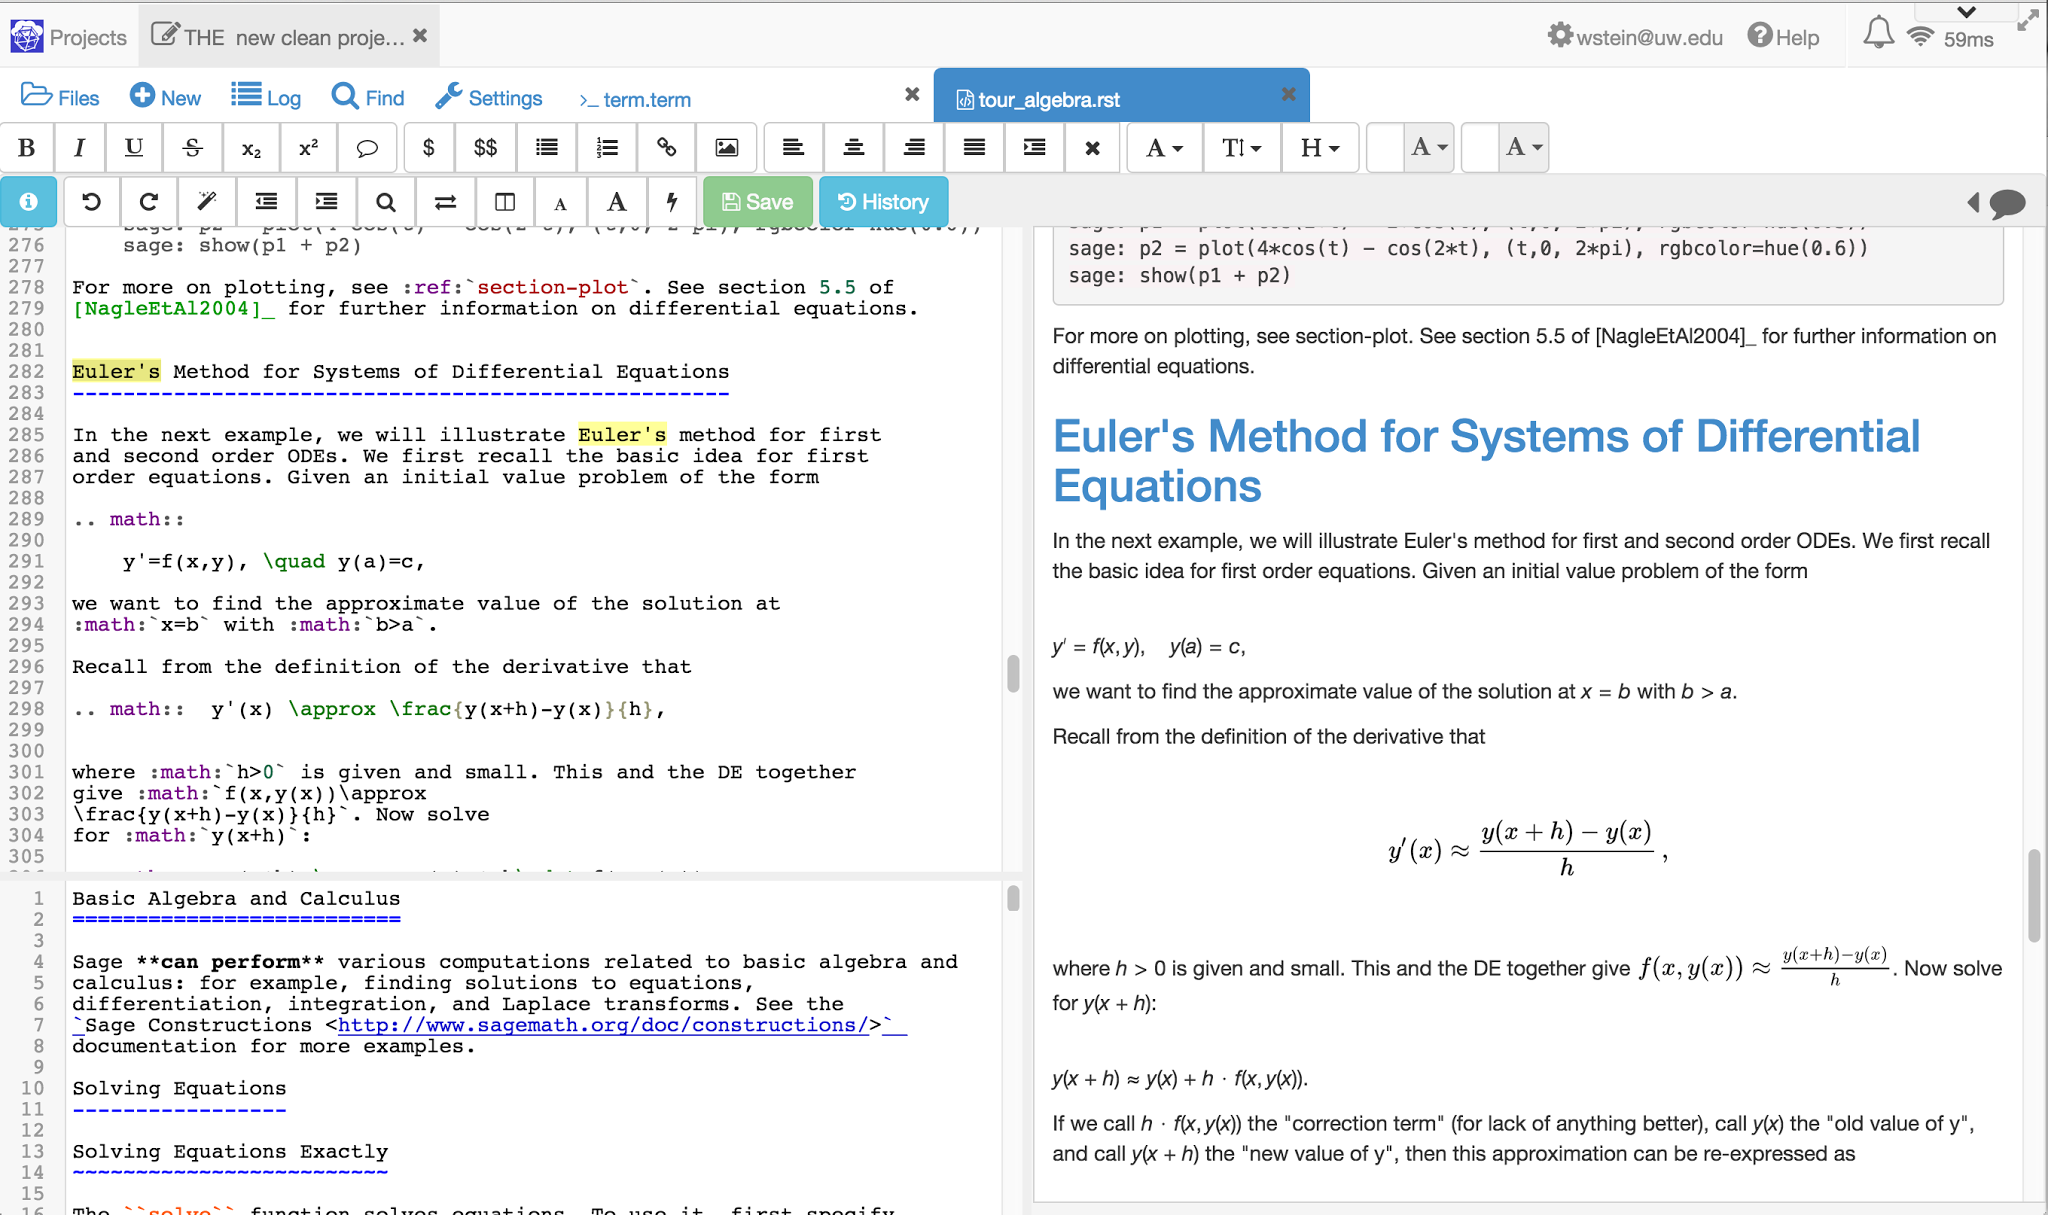 Projects
THE new clean proje...
wstein@uw.edu
Help
59ms
Files
New
Log
Find
Settings
>_ term.term
tour_algebra.rst
B I U S x₂ x² $ $$ A T H A A
A A Save History
276 sage: show(p1 + p2)
277
278 For more on plotting, see :ref:`section-plot`. See section 5.5 of
279 [NagleEtAl2004]_ for further information on differential equations.
280
281
282 Euler's Method for Systems of Differential Equations
283 ----------------------------------------------------
284
285 In the next example, we will illustrate Euler's method for first
286 and second order ODEs. We first recall the basic idea for first
287 order equations. Given an initial value problem of the form
288
289 .. math::
290
291 y'=f(x,y), \quad y(a)=c,
292
293 we want to find the approximate value of the solution at
294 :math:`x=b` with :math:`b>a`.
295
296 Recall from the definition of the derivative that
297
298 .. math:: y'(x) \approx \frac{y(x+h)-y(x)}{h},
299
300
301 where :math:`h>0` is given and small. This and the DE together
302 give :math:`f(x,y(x))\approx
303 \frac{y(x+h)-y(x)}{h}`. Now solve
304 for :math:`y(x+h)`:
305
1 Basic Algebra and Calculus
2 ==========================
3
4 Sage **can perform** various computations related to basic algebra and
5 calculus: for example, finding solutions to equations,
6 differentiation, integration, and Laplace transforms. See the
7 `Sage Constructions <http://www.sagemath.org/doc/constructions/>`_
8 documentation for more examples.
9
10 Solving Equations
11 -----------------
12
13 Solving Equations Exactly
14 ~~~~~~~~~~~~~~~~~~~~~~~~~
15
16 The ``solve`` function solves equations. To use it, first specify
sage: p2 = plot(4*cos(t) - cos(2*t), (t,0, 2*pi), rgbcolor=hue(0.6))
sage: show(p1 + p2)
For more on plotting, see section-plot. See section 5.5 of [NagleEtAl2004]_ for further information on
differential equations.
Euler's Method for Systems of Differential
Equations
In the next example, we will illustrate Euler's method for first and second order ODEs. We first recall
the basic idea for first order equations. Given an initial value problem of the form
y' = f(x, y), y(a) = c,
we want to find the approximate value of the solution at x = b with b > a.
Recall from the definition of the derivative that
y′(x) ≈ y(x + h) − y(x) / h ,
where h > 0 is given and small. This and the DE together give f(x, y(x)) ≈ y(x+h)−y(x) / h . Now solve
for y(x + h):
y(x + h) ≈ y(x) + h · f(x, y(x)).
If we call h · f(x, y(x)) the "correction term" (for lack of anything better), call y(x) the "old value of y",
and call y(x + h) the "new value of y", then this approximation can be re-expressed as